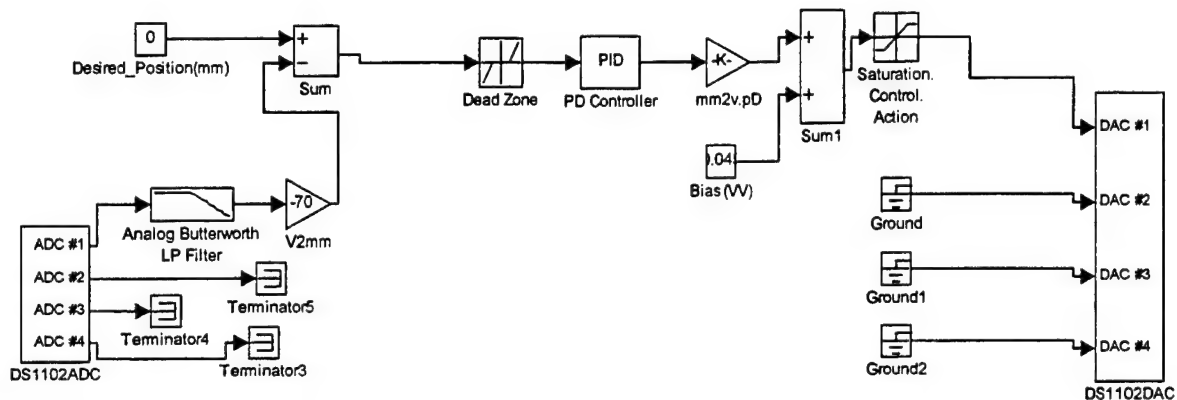 0
Desired_Position(mm)
+
−
Sum
Dead Zone
PID
PD Controller
-K-
mm2v.pD
+
+
Sum1
Saturation.
Control.
Action
).04
Bias (VV)
Analog Butterworth
LP Filter
-70
V2mm
ADC #1
ADC #2
ADC #3
ADC #4
DS1102ADC
Terminator5
Terminator4
Terminator3
Ground
Ground1
Ground2
DAC #1
DAC #2
DAC #3
DAC #4
DS1102DAC